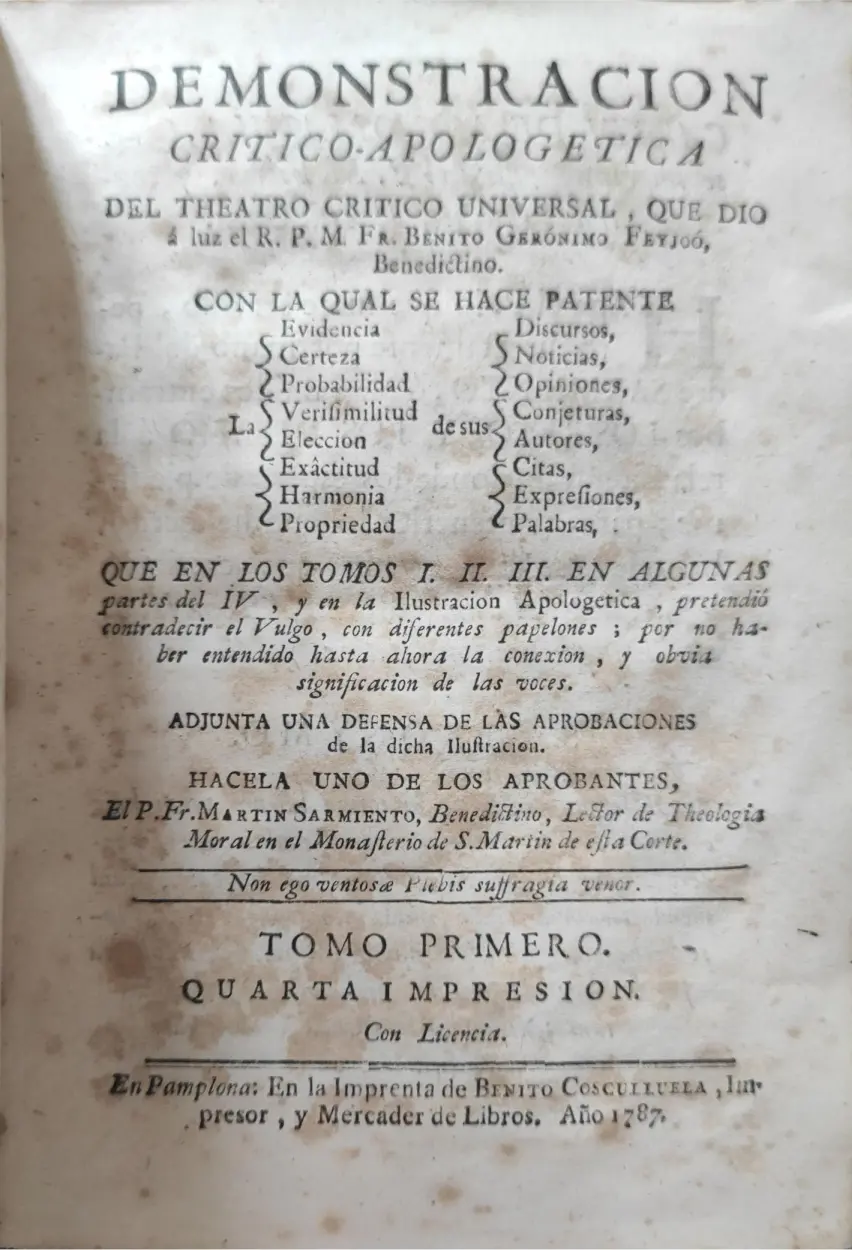 DEMONSTRACION
CRITICO-APOLOGETICA
DEL THEATRO CRITICO UNIVERSAL , QUE DIO
á luz el R. P. M. FR. BENITO GERÓNIMO FEYJOÓ,
Benedictino.
CON LA QUAL SE HACE PATENTE
Evidencia Discursos,
Certeza Noticias,
Probabilidad Opiniones,
La Verisimilitud de sus Conjeturas,
Eleccion Autores,
Exâctitud Citas,
Harmonia Expresiones,
Propriedad Palabras,
QUE EN LOS TOMOS I. II. III. EN ALGUNAS
partes del IV , y en la Ilustracion Apologetica , pretendió
contradecir el Vulgo , con diferentes papelones ; por no ha-
ber entendido hasta ahora la conexion , y obvia
significacion de las voces.
ADJUNTA UNA DEFENSA DE LAS APROBACIONES
de la dicha Ilustracion.
HACELA UNO DE LOS APROBANTES,
El P.Fr.MARTIN SARMIENTO, Benedictino, Lector de Theologia
Moral en el Monasterio de S.Martin de esta Corte.
Non ego ventosæ Plebis suffragia venor.
TOMO PRIMERO.
QUARTA IMPRESION.
Con Licencia.
En Pamplona: En la Imprenta de BENITO COSCULLUELA , Im-
presor , y Mercader de Libros. Año 1787.